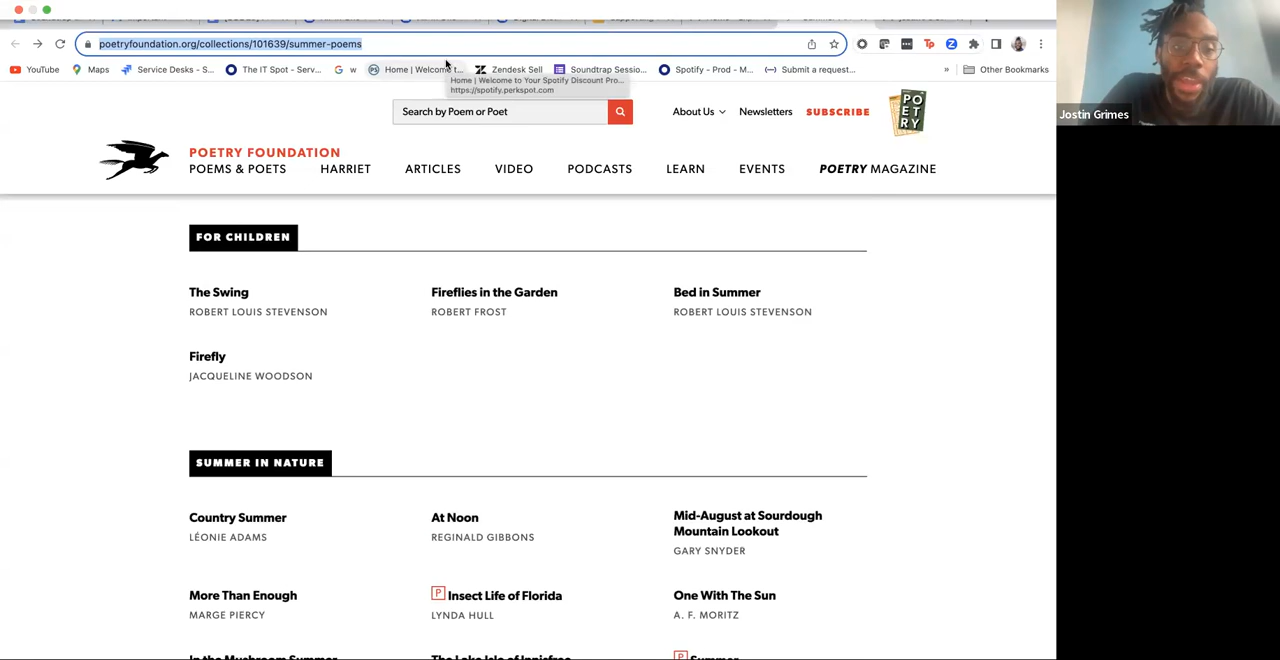 poetryfoundation.org/collections/101639/summer-poems
YouTube
Maps
Service Desks - S...
The IT Spot - Serv...
w
Home | Welcome t...
Zendesk Sell
Soundtrap Sessio...
Spotify - Prod - M...
Submit a request...
»
Other Bookmarks
Home | Welcome to Your Spotify Discount Pro...
https://spotify.perkspot.com
Search by Poem or Poet
About Us
Newsletters
SUBSCRIBE
POETRY
Jostin Grimes
POETRY FOUNDATION
POEMS & POETS
HARRIET
ARTICLES
VIDEO
PODCASTS
LEARN
EVENTS
POETRY MAGAZINE
FOR CHILDREN
The Swing
ROBERT LOUIS STEVENSON
Fireflies in the Garden
ROBERT FROST
Bed in Summer
ROBERT LOUIS STEVENSON
Firefly
JACQUELINE WOODSON
SUMMER IN NATURE
Country Summer
LÉONIE ADAMS
At Noon
REGINALD GIBBONS
Mid-August at Sourdough
Mountain Lookout
GARY SNYDER
More Than Enough
MARGE PIERCY
P Insect Life of Florida
LYNDA HULL
One With The Sun
A. F. MORITZ
In the Mushroom Summer
The Lake Isle of Innisfree
P Summer